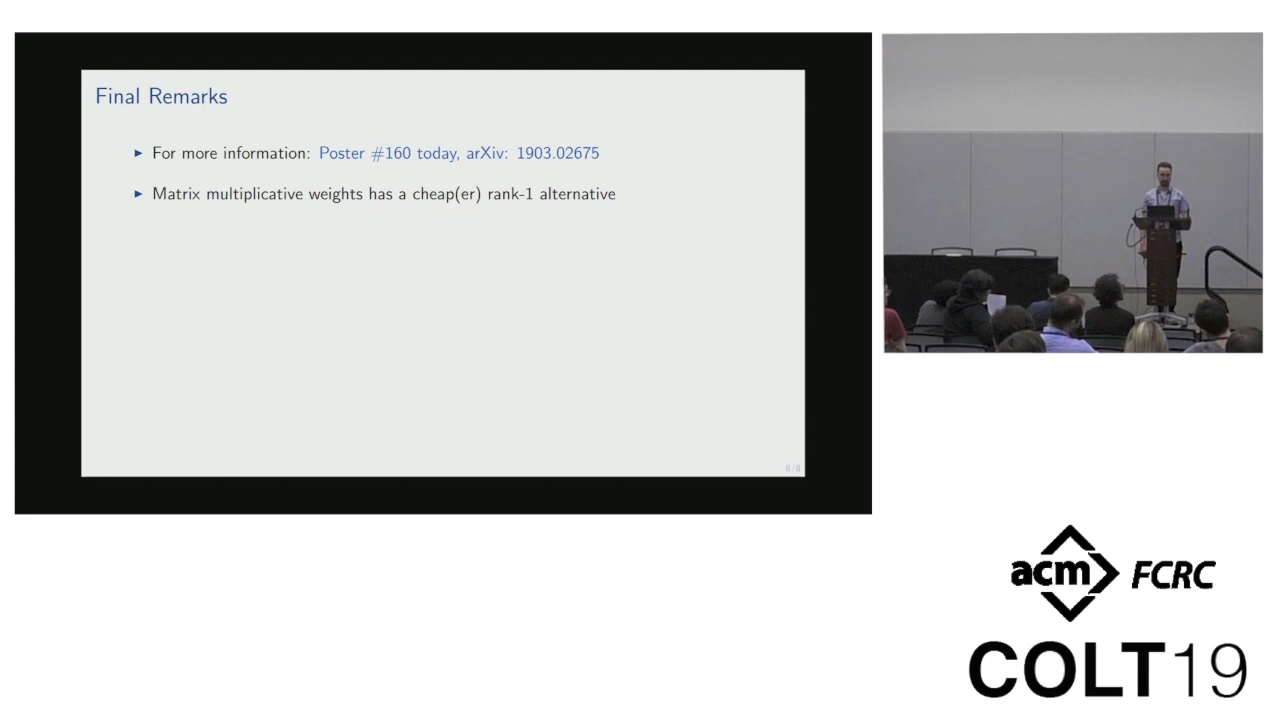 Final Remarks
► For more information: Poster #160 today, arXiv: 1903.02675
► Matrix multiplicative weights has a cheap(er) rank-1 alternative
8/8
acm FCRC
COLT19